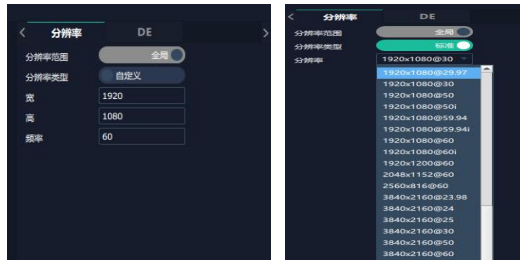 分辨率 DE
分辨率范围 全局
分辨率类型 自定义
宽 1920
高 1080
频率 60
分辨率 DE
分辨率范围 全局
分辨率类型 标准
分辨率 1920x1080@30
1920x1080@29.97
1920x1080@30
1920x1080@50
1920x1080@50i
1920x1080@59.94
1920x1080@59.94i
1920x1080@60
1920x1080@60i
1920x1200@60
2048x1152@60
2560x816@60
3840x2160@23.98
3840x2160@24
3840x2160@25
3840x2160@30
3840x2160@50
3840x2160@60